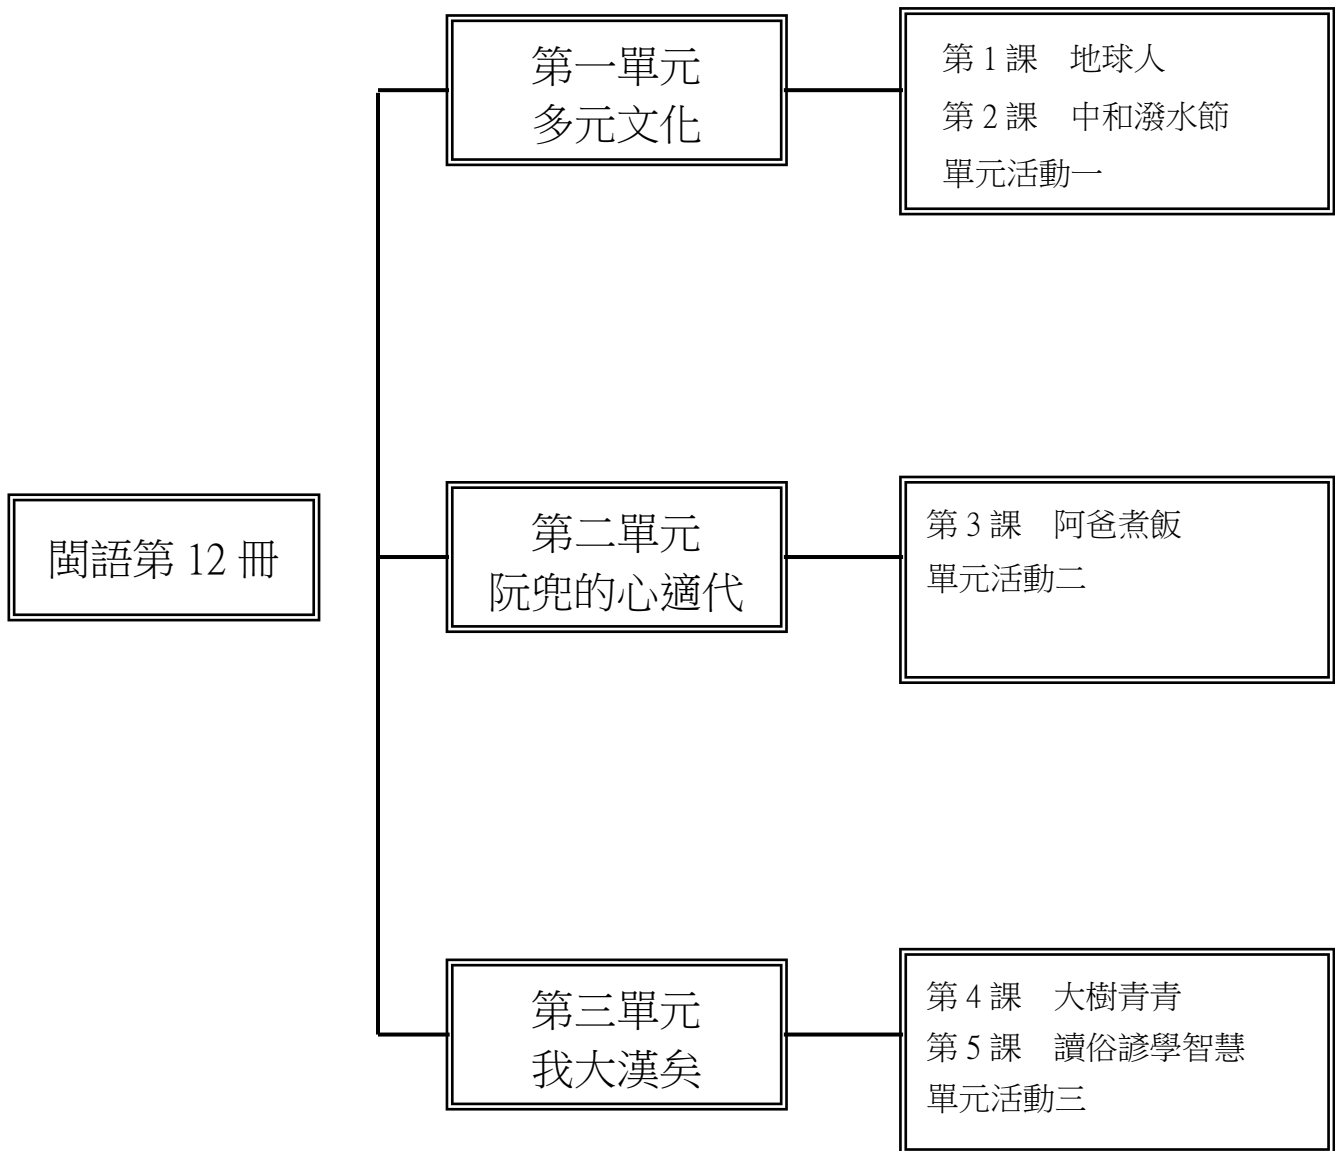 閩語第 12 冊
第一單元
多元文化
第 1 課　地球人
第 2 課　中和潑水節
單元活動一
第二單元
阮兜的心適代
第 3 課　阿爸煮飯
單元活動二
第三單元
我大漢矣
第 4 課　大樹青青
第 5 課　讀俗諺學智慧
單元活動三